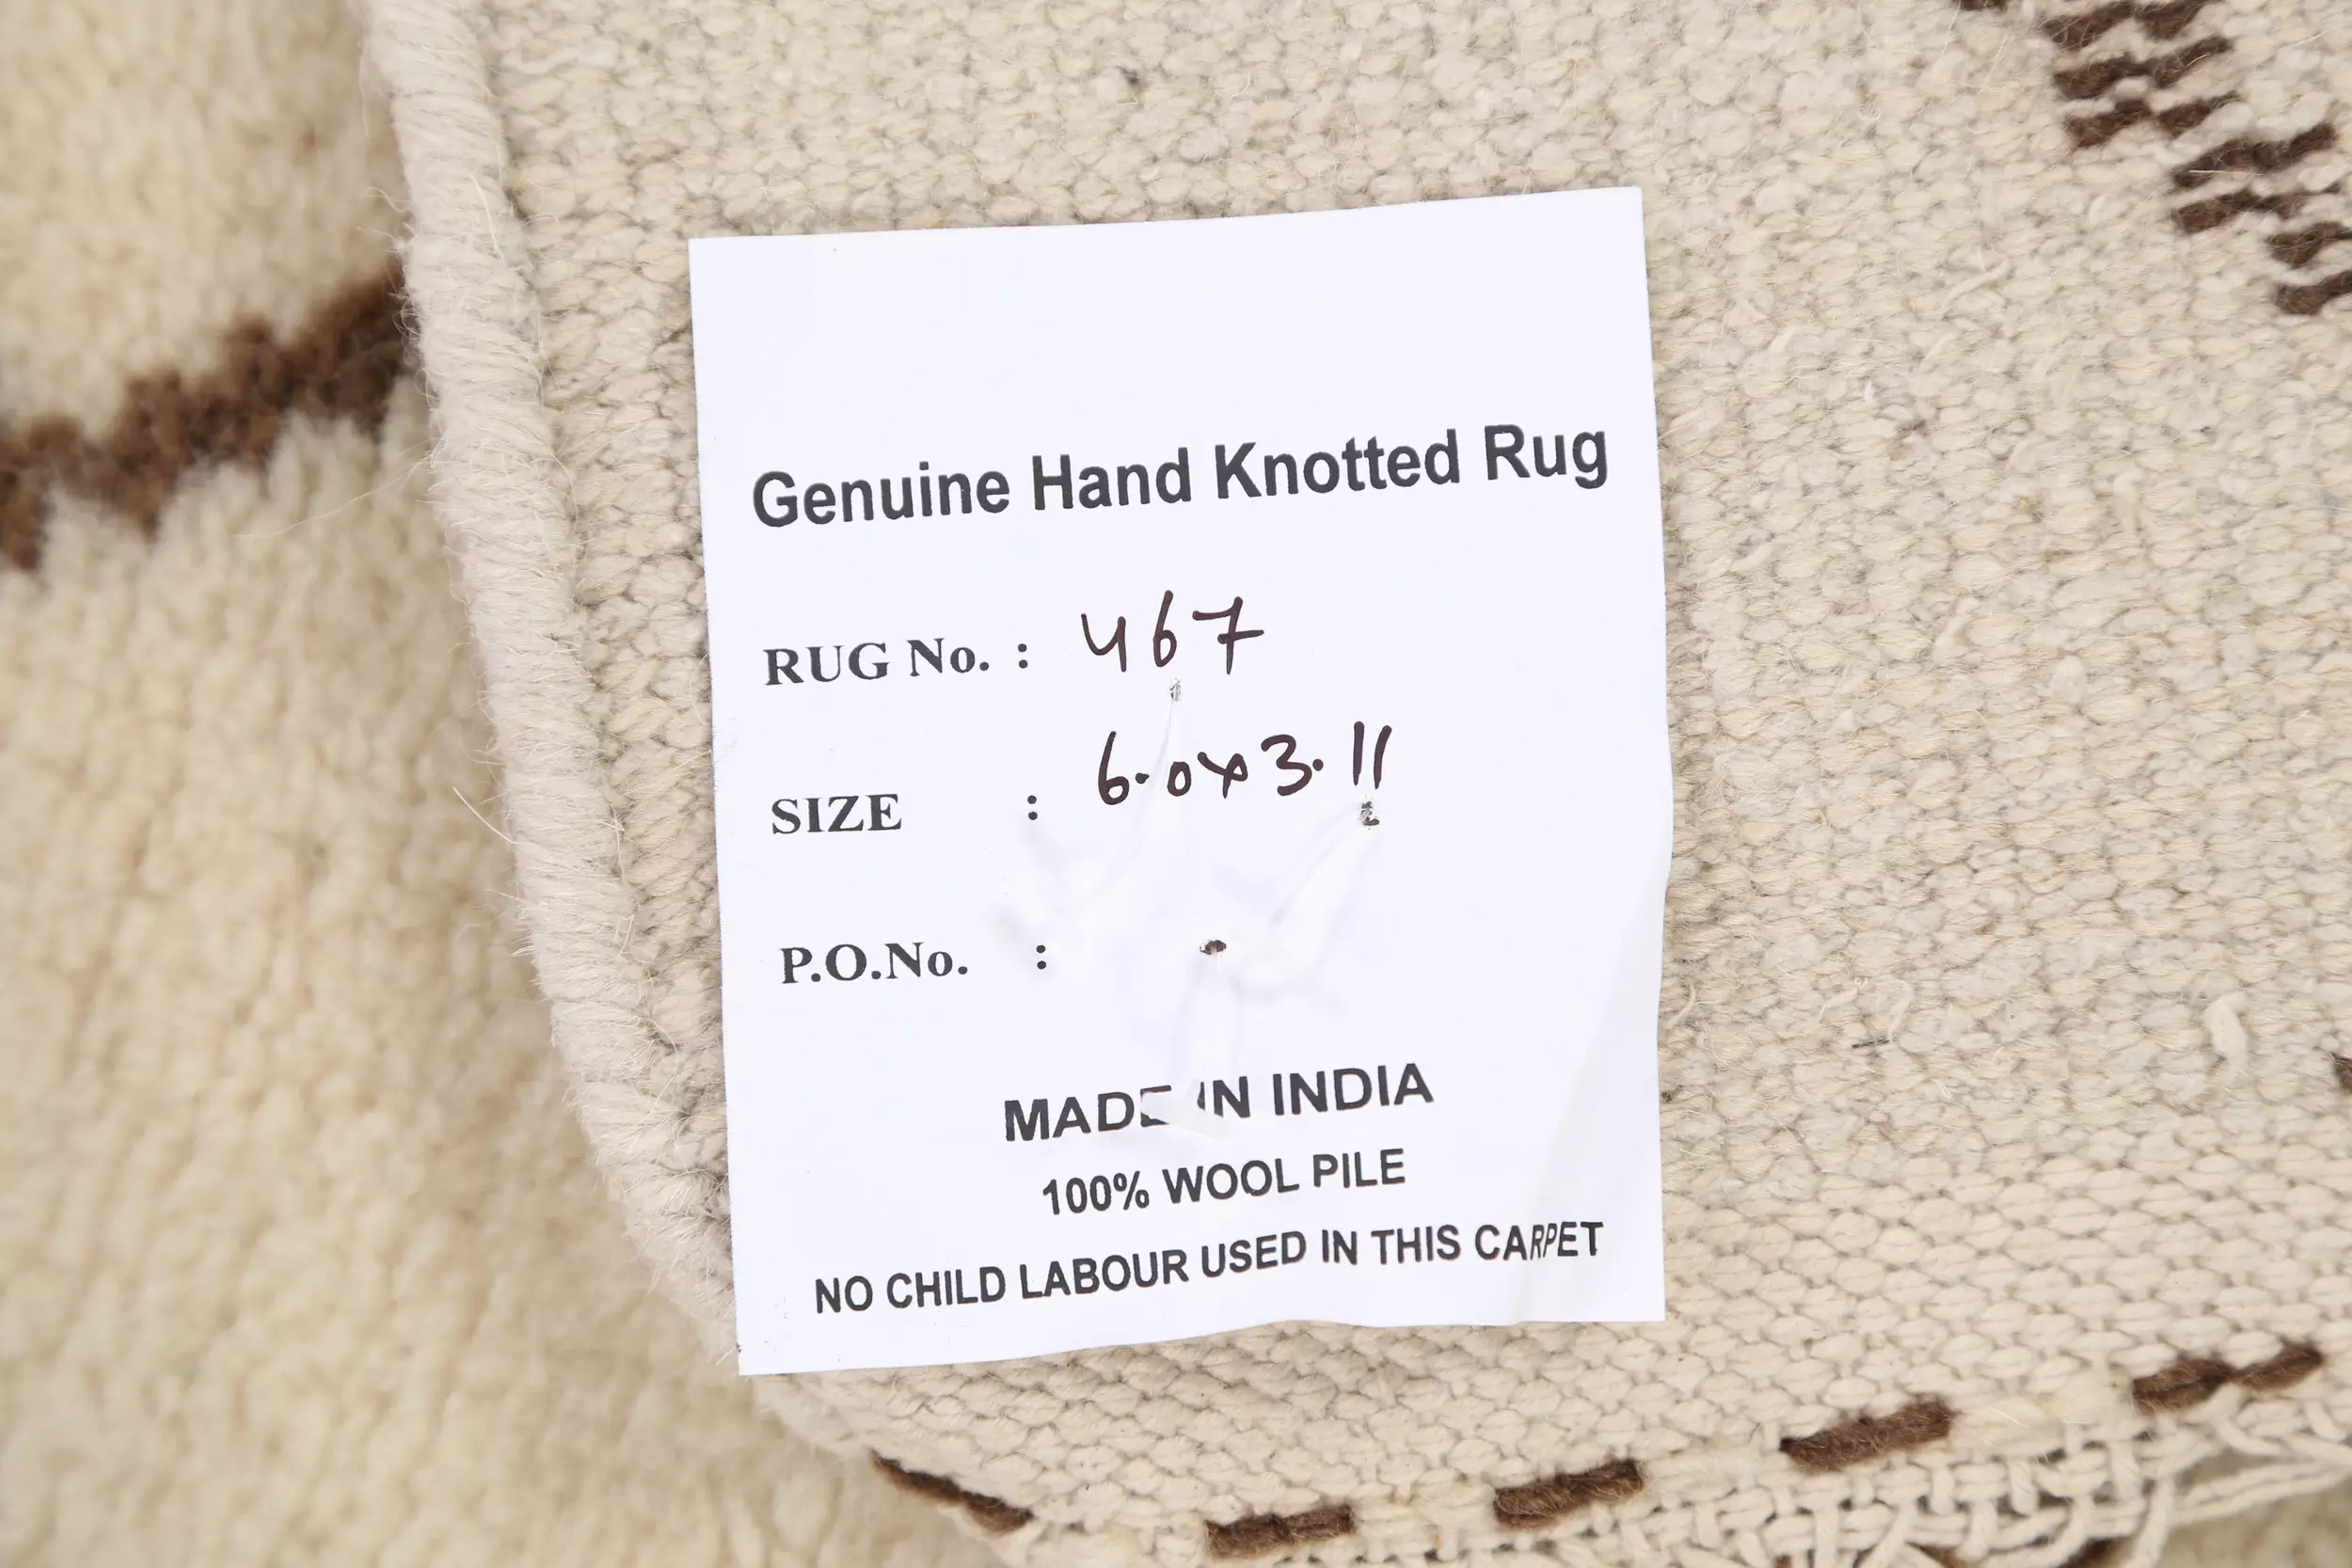 Genuine Hand Knotted Rug
RUG No. : 467
SIZE : 6.0x3.11
P.O.No. :
MADE IN INDIA
100% WOOL PILE
NO CHILD LABOUR USED IN THIS CARPET